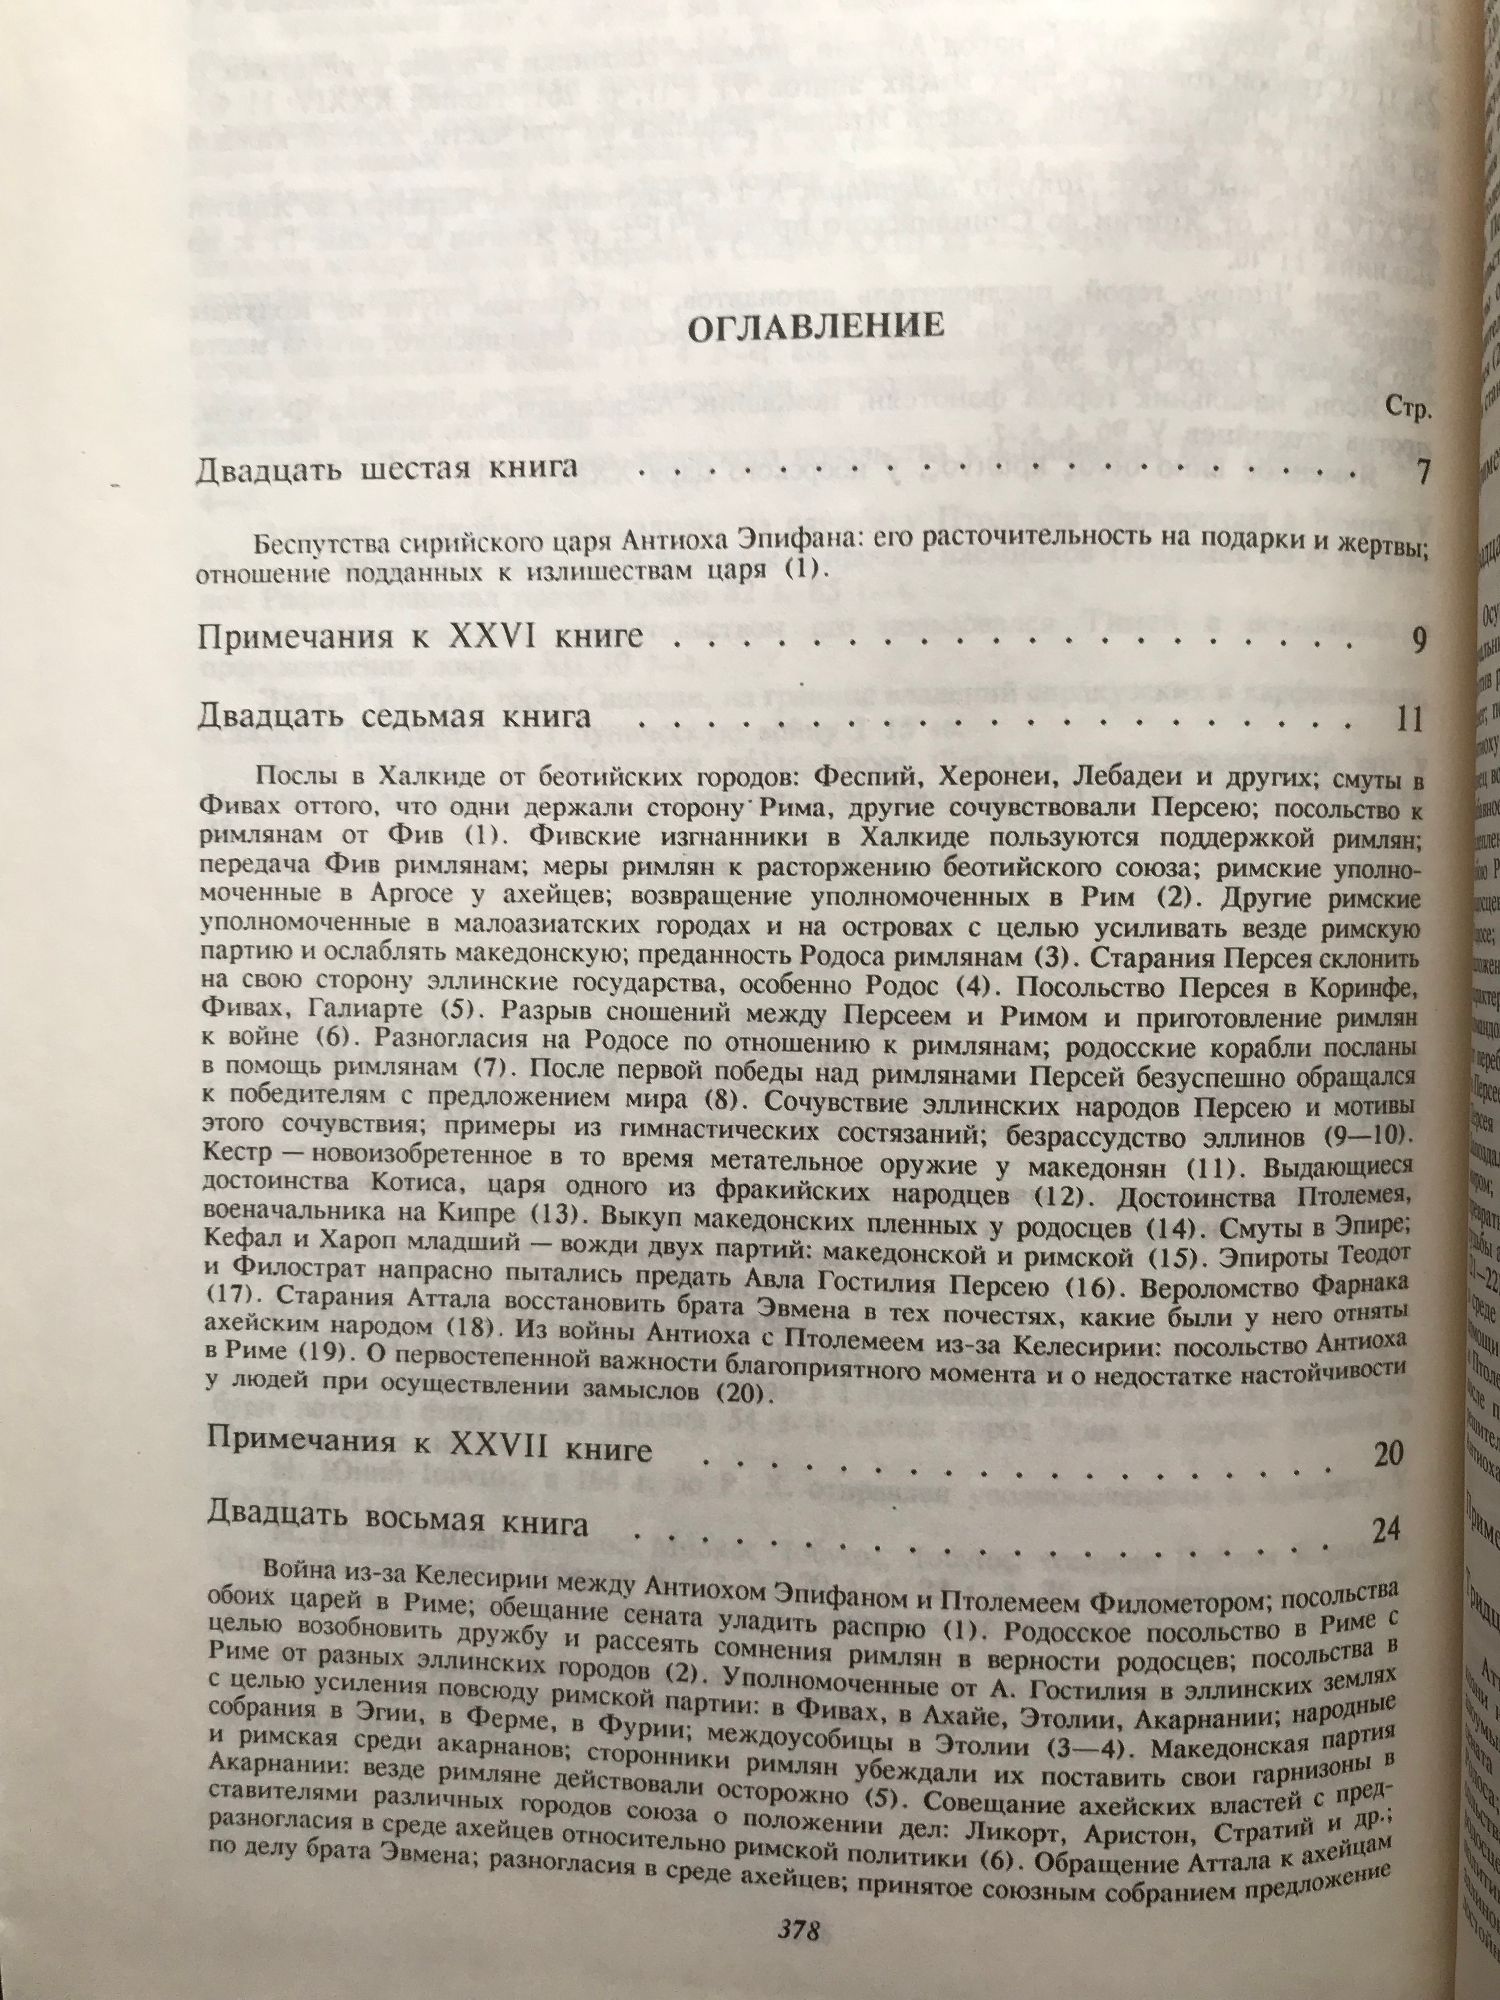 ОГЛАВЛЕНИЕ
Стр.
Двадцать шестая книга . . . . . . . . . . . . . . . . . . . . . 7
Беспутства сирийского царя Антиоха Эпифана: его расточительность на подарки и жертвы;
отношение подданных к излишествам царя (1).
Примечания к XXVI книге . . . . . . . . . . . . . . . . . . . . 9
Двадцать седьмая книга . . . . . . . . . . . . . . . . . . . . . 11
Послы в Халкиде от беотийских городов: Феспий, Херонеи, Лебадеи и других; смуты в
Фивах оттого, что одни держали сторону Рима, другие сочувствовали Персею; посольство к
римлянам от Фив (1). Фивские изгнанники в Халкиде пользуются поддержкой римлян;
передача Фив римлянам; меры римлян к расторжению беотийского союза; римские уполно-
моченные в Аргосе у ахейцев; возвращение уполномоченных в Рим (2). Другие римские
уполномоченные в малоазиатских городах и на островах с целью усиливать везде римскую
партию и ослаблять македонскую; преданность Родоса римлянам (3). Старания Персея склонить
на свою сторону эллинские государства, особенно Родос (4). Посольство Персея в Коринфе,
Фивах, Галиарте (5). Разрыв сношений между Персеем и Римом и приготовление римлян
к войне (6). Разногласия на Родосе по отношению к римлянам; родосские корабли посланы
в помощь римлянам (7). После первой победы над римлянами Персей безуспешно обращался
к победителям с предложением мира (8). Сочувствие эллинских народов Персею и мотивы
этого сочувствия; примеры из гимнастических состязаний; безрассудство эллинов (9—10).
Кестр — новоизобретенное в то время метательное оружие у македонян (11). Выдающиеся
достоинства Котиса, царя одного из фракийских народцев (12). Достоинства Птолемея,
военачальника на Кипре (13). Выкуп македонских пленных у родосцев (14). Смуты в Эпире;
Кефал и Хароп младший — вожди двух партий: македонской и римской (15). Эпироты Теодот
и Филострат напрасно пытались предать Авла Гостилия Персею (16). Вероломство Фарнака
(17). Старания Аттала восстановить брата Эвмена в тех почестях, какие были у него отняты
ахейским народом (18). Из войны Антиоха с Птолемеем из-за Келесирии: посольство Антиоха
в Риме (19). О первостепенной важности благоприятного момента и о недостатке настойчивости
у людей при осуществлении замыслов (20).
Примечания к XXVII книге . . . . . . . . . . . . . . . . . . . 20
Двадцать восьмая книга . . . . . . . . . . . . . . . . . . . . . 24
Война из-за Келесирии между Антиохом Эпифаном и Птолемеем Филометором; посольства
обоих царей в Риме; обещание сената уладить распрю (1). Родосское посольство в Риме с
целью возобновить дружбу и рассеять сомнения римлян в верности родосцев; посольства в
Риме от разных эллинских городов (2). Уполномоченные от А. Гостилия в эллинских землях
с целью усиления повсюду римской партии: в Фивах, в Ахайе, Этолии, Акарнании; народные
собрания в Эгии, в Ферме, в Фурии; междоусобицы в Этолии (3—4). Македонская партия
и римская среди акарнанов; сторонники римлян убеждали их поставить свои гарнизоны в
Акарнании: везде римляне действовали осторожно (5). Совещание ахейских властей с пред-
ставителями различных городов союза о положении дел: Ликорт, Аристон, Стратий и др.;
разногласия в среде ахейцев относительно римской политики (6). Обращение Аттала к ахейцам
по делу брата Эвмена; разногласия в среде ахейцев; принятое союзным собранием предложение
378